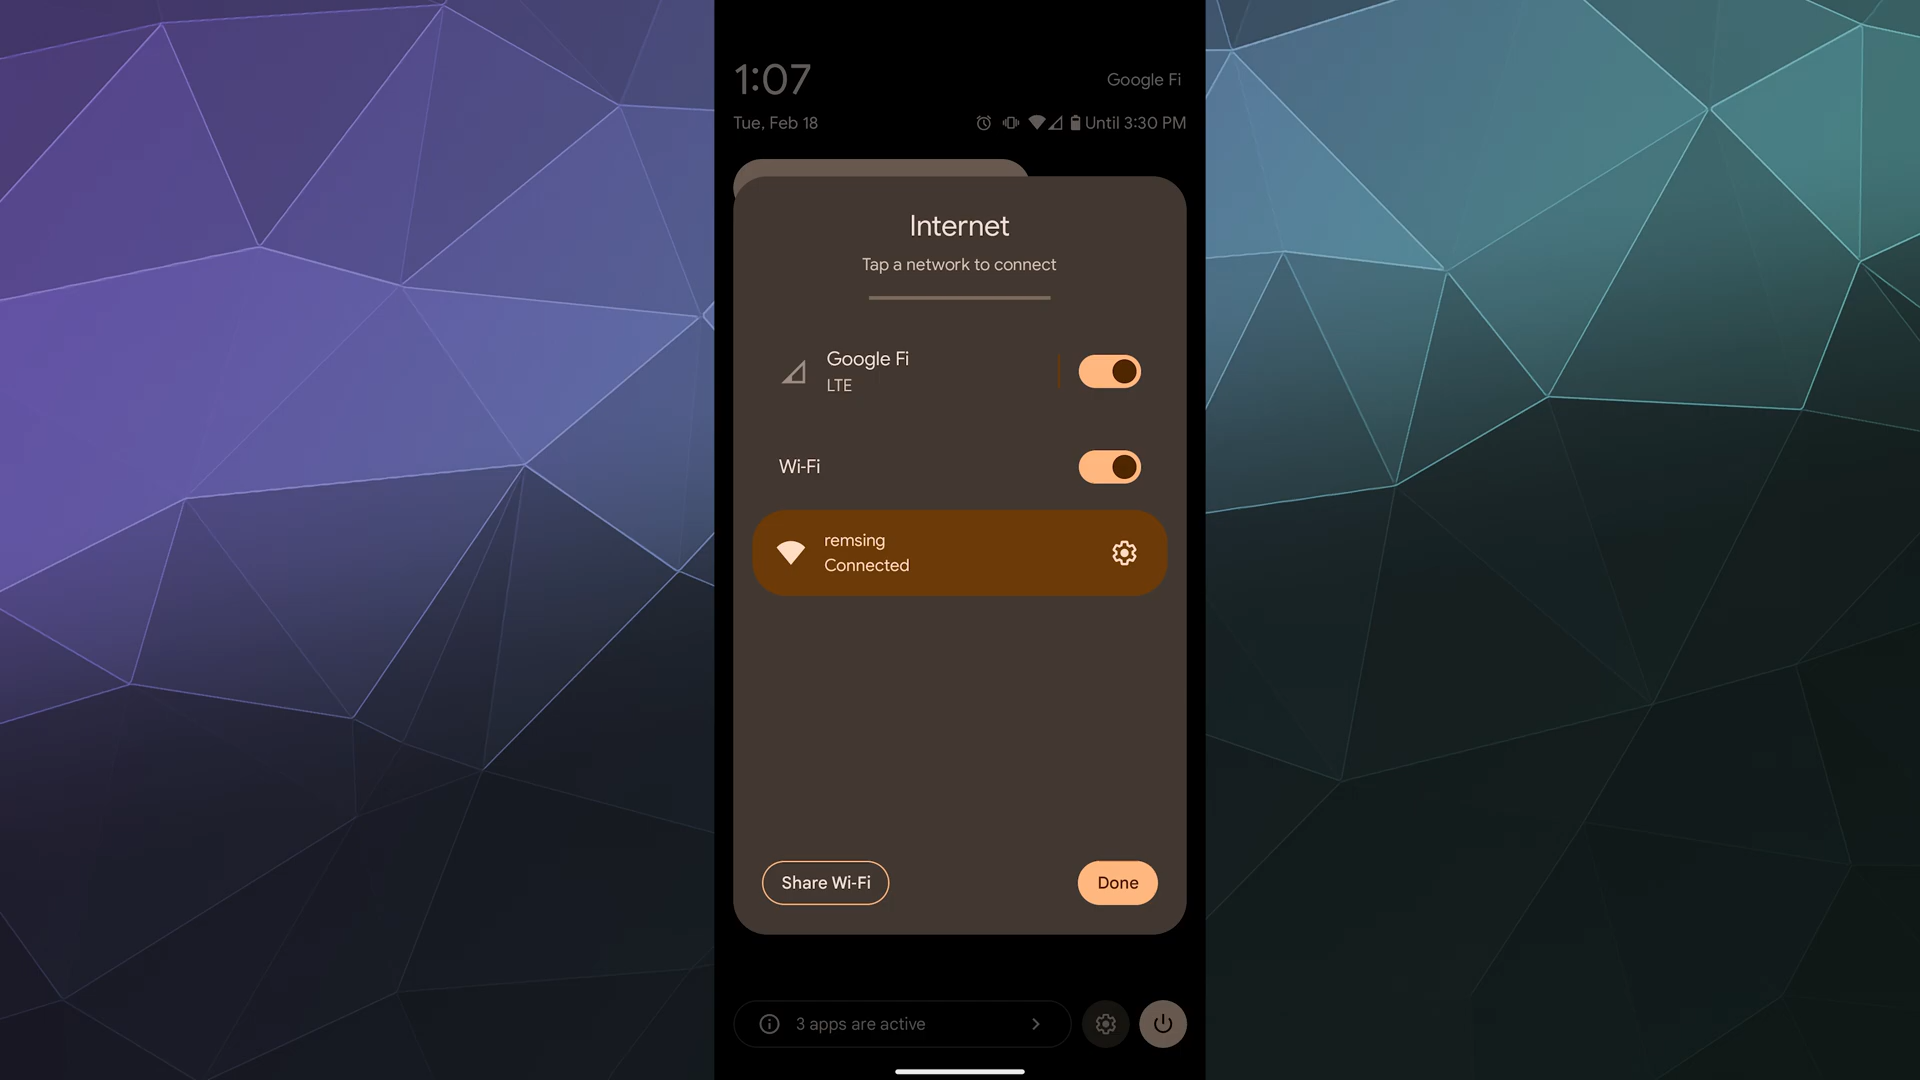 1:07
Google Fi
Tue, Feb 18
Until 3:30 PM
Internet
Tap a network to connect
Google Fi
LTE
Wi-Fi
remsing
Connected
Share Wi-Fi
Done
3 apps are active